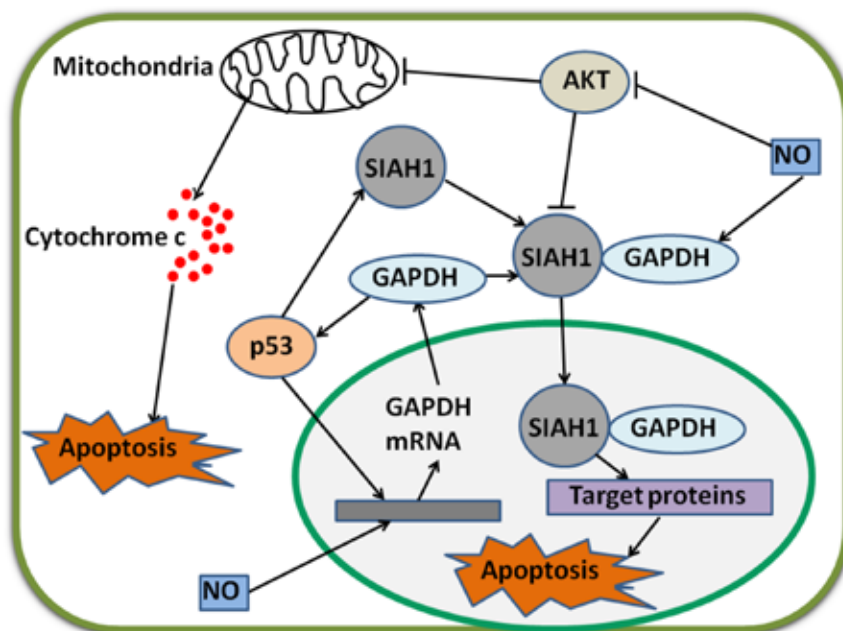 Mitochondria
AKT
NO
SIAH1
Cytochrome c
SIAH1
GAPDH
GAPDH
p53
GAPDH
mRNA
SIAH1
GAPDH
Apoptosis
Target proteins
Apoptosis
NO